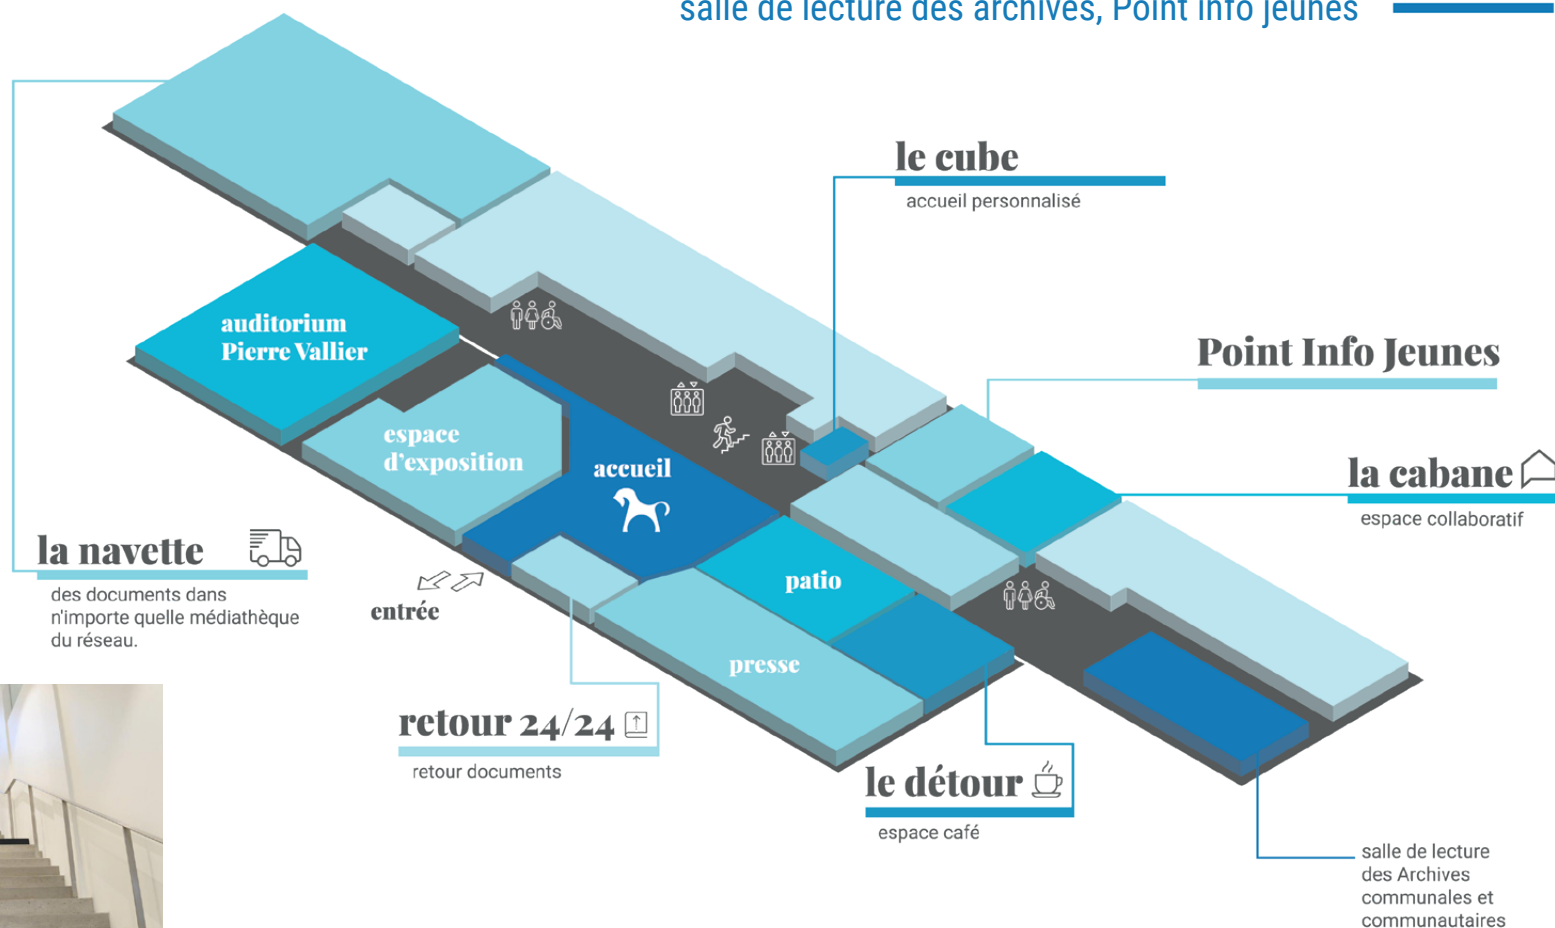 salle de lecture des archives, Point info jeunes
le cube
accueil personnalisé
auditorium
Pierre Vallier
Point Info Jeunes
espace
d'exposition
accueil
la cabane
espace collaboratif
la navette
des documents dans
n'importe quelle médiathèque
du réseau.
entrée
patio
presse
retour 24/24
retour documents
le détour
espace café
salle de lecture
des Archives
communales et
communautaires